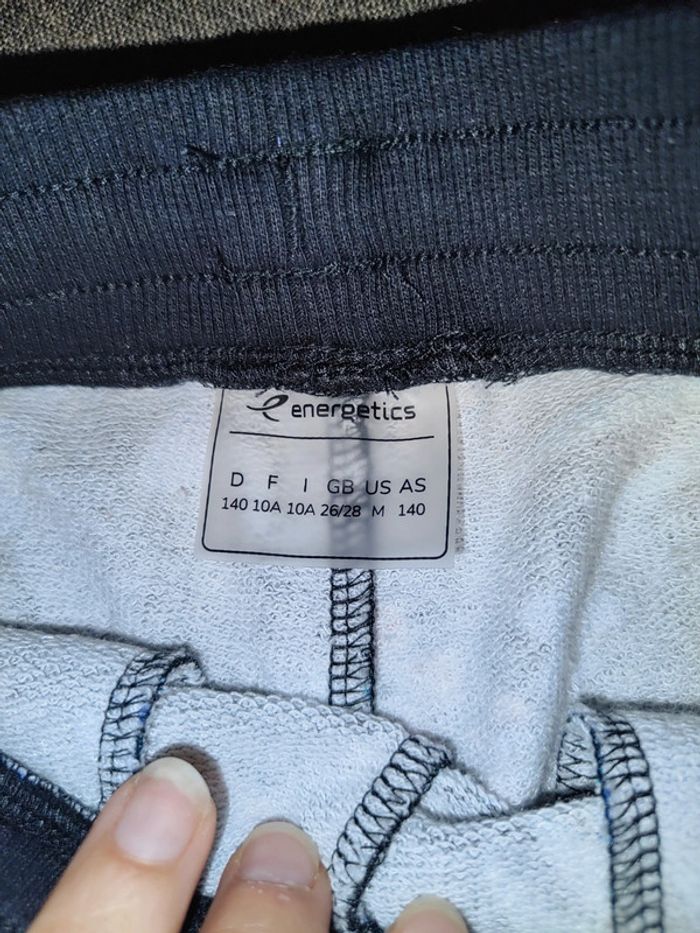 energetics
D F I GB US AS
140 10A 10A 26/28 M 140